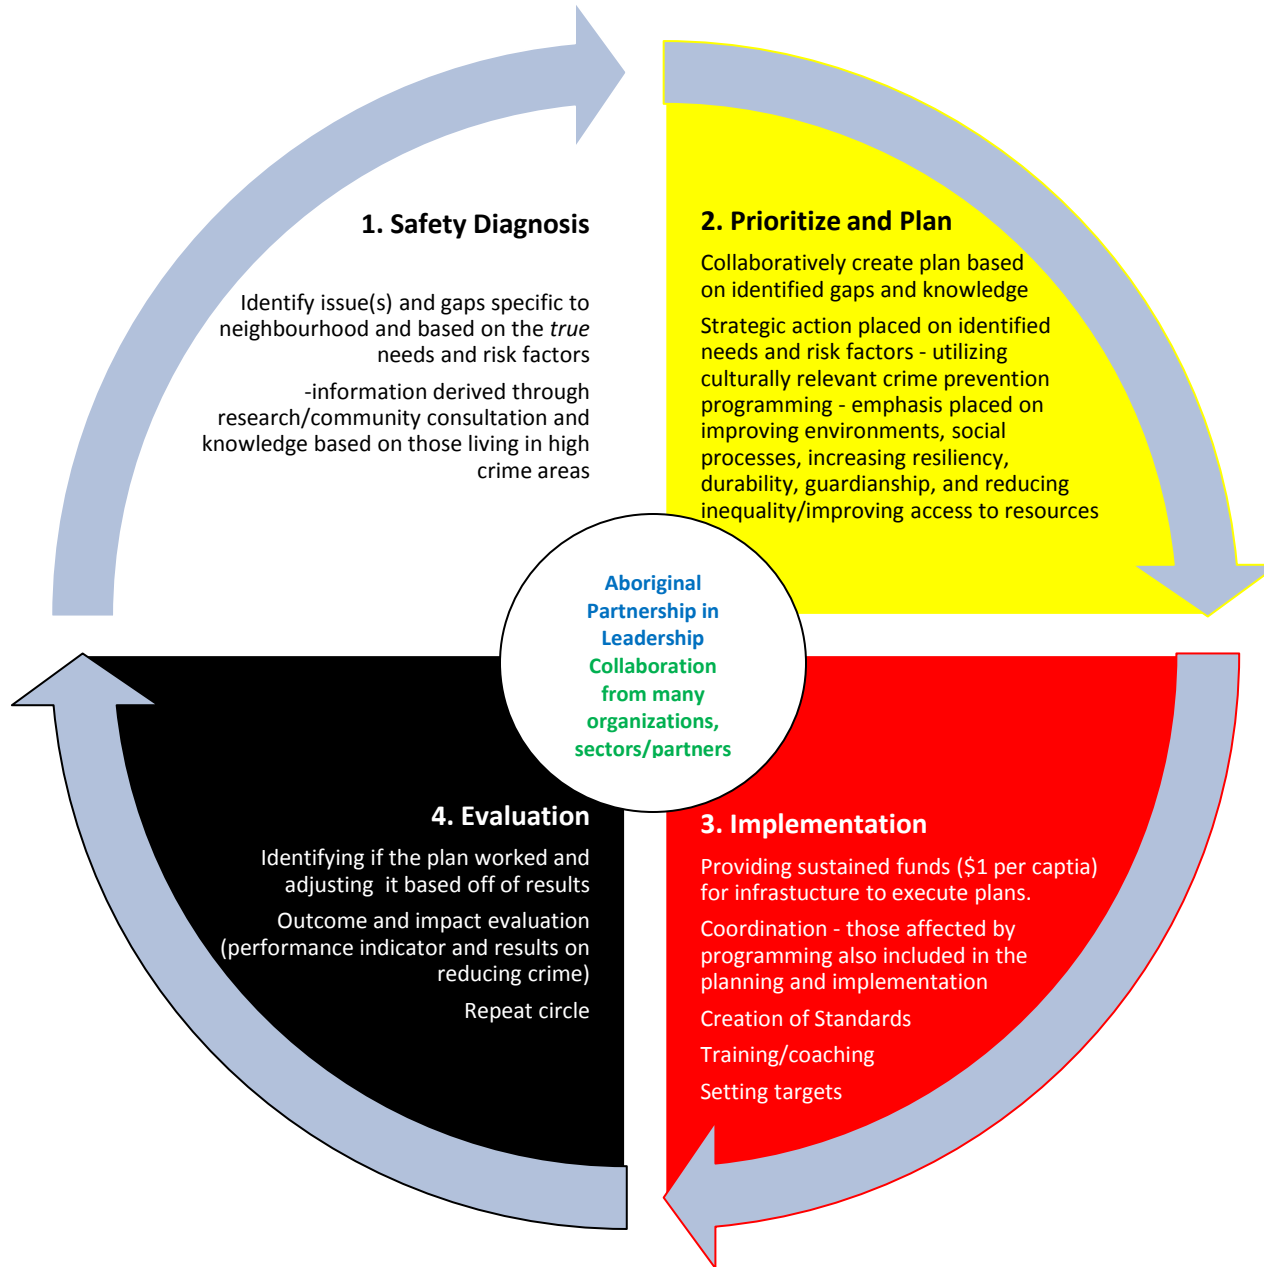 1. Safety Diagnosis
Identify issue(s) and gaps specific to
neighbourhood and based on the true
needs and risk factors
-information derived through
research/community consultation and
knowledge based on those living in high
crime areas
2. Prioritize and Plan
Collaboratively create plan based
on identified gaps and knowledge
Strategic action placed on identified
needs and risk factors - utilizing
culturally relevant crime prevention
programming - emphasis placed on
improving environments, social
processes, increasing resiliency,
durability, guardianship, and reducing
inequality/improving access to resources
Aboriginal
Partnership in
Leadership
Collaboration
from many
organizations,
sectors/partners
3. Implementation
Providing sustained funds ($1 per captia)
for infrastucture to execute plans.
Coordination - those affected by
programming also included in the
planning and implementation
Creation of Standards
Training/coaching
Setting targets
4. Evaluation
Identifying if the plan worked and
adjusting  it based off of results
Outcome and impact evaluation
(performance indicator and results on
reducing crime)
Repeat circle